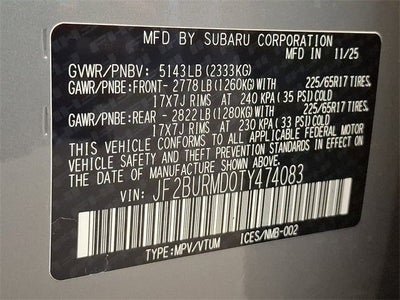 MFD BY SUBARU CORPORATION
MFD IN 11/25
GVWR/PNBV: 5143LB(2333KG)
GAWR/PNBE:FRONT- 2778LB(1260KG)WITH 225/65R17 TIRES,
17X7J RIMS AT 240 KPA(35 PSI)COLD
GAWR/PNBE:REAR - 2822LB(1280KG)WITH 225/65R17 TIRES,
17X7J RIMS AT 230 KPA(33 PSI)COLD
THIS VEHICLE CONFORMS TO ALL APPLICABLE FEDERAL MOTOR
VEHICLE SAFETY AND THEFT PREVENTION STANDARDS IN EFFECT ON
THE DATE OF MANUFACTURE SHOWN ABOVE.
VIN: JF2BURMD0TY474083
TYPE:MPV/VTUM ICES/NMB-002